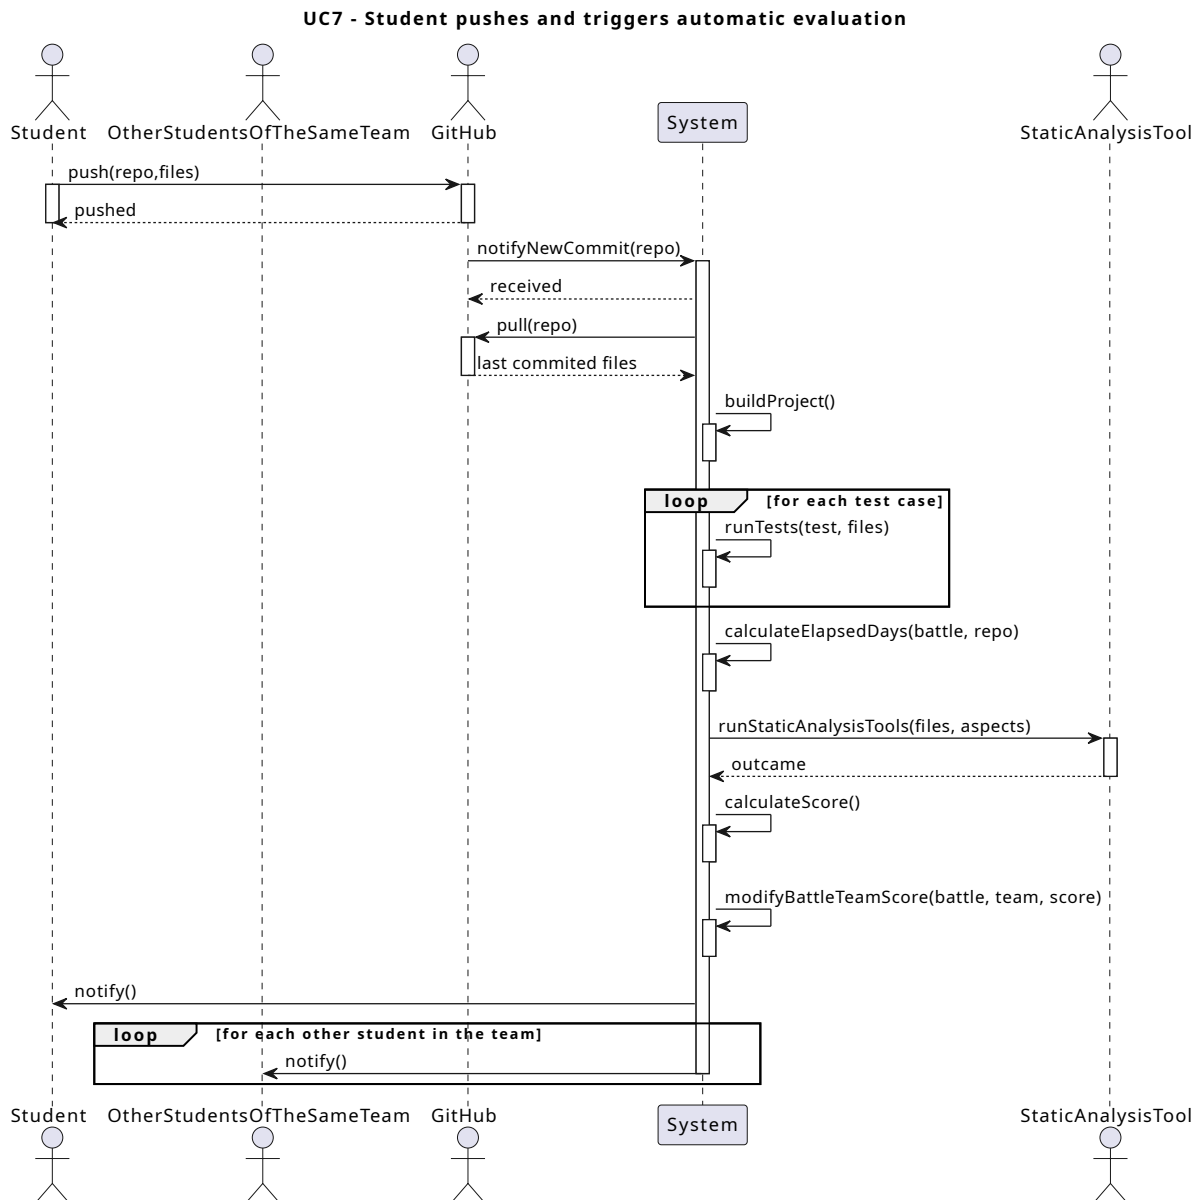 UC7 - Student pushes and triggers automatic evaluation
Student OtherStudentsOfTheSameTeam GitHub System StaticAnalysisTool
push(repo,files)
pushed
notifyNewCommit(repo)
received
pull(repo)
last commited files
buildProject()
loop [for each test case]
runTests(test, files)
calculateElapsedDays(battle, repo)
runStaticAnalysisTools(files, aspects)
outcame
calculateScore()
modifyBattleTeamScore(battle, team, score)
notify()
loop [for each other student in the team]
notify()
Student OtherStudentsOfTheSameTeam GitHub System StaticAnalysisTool